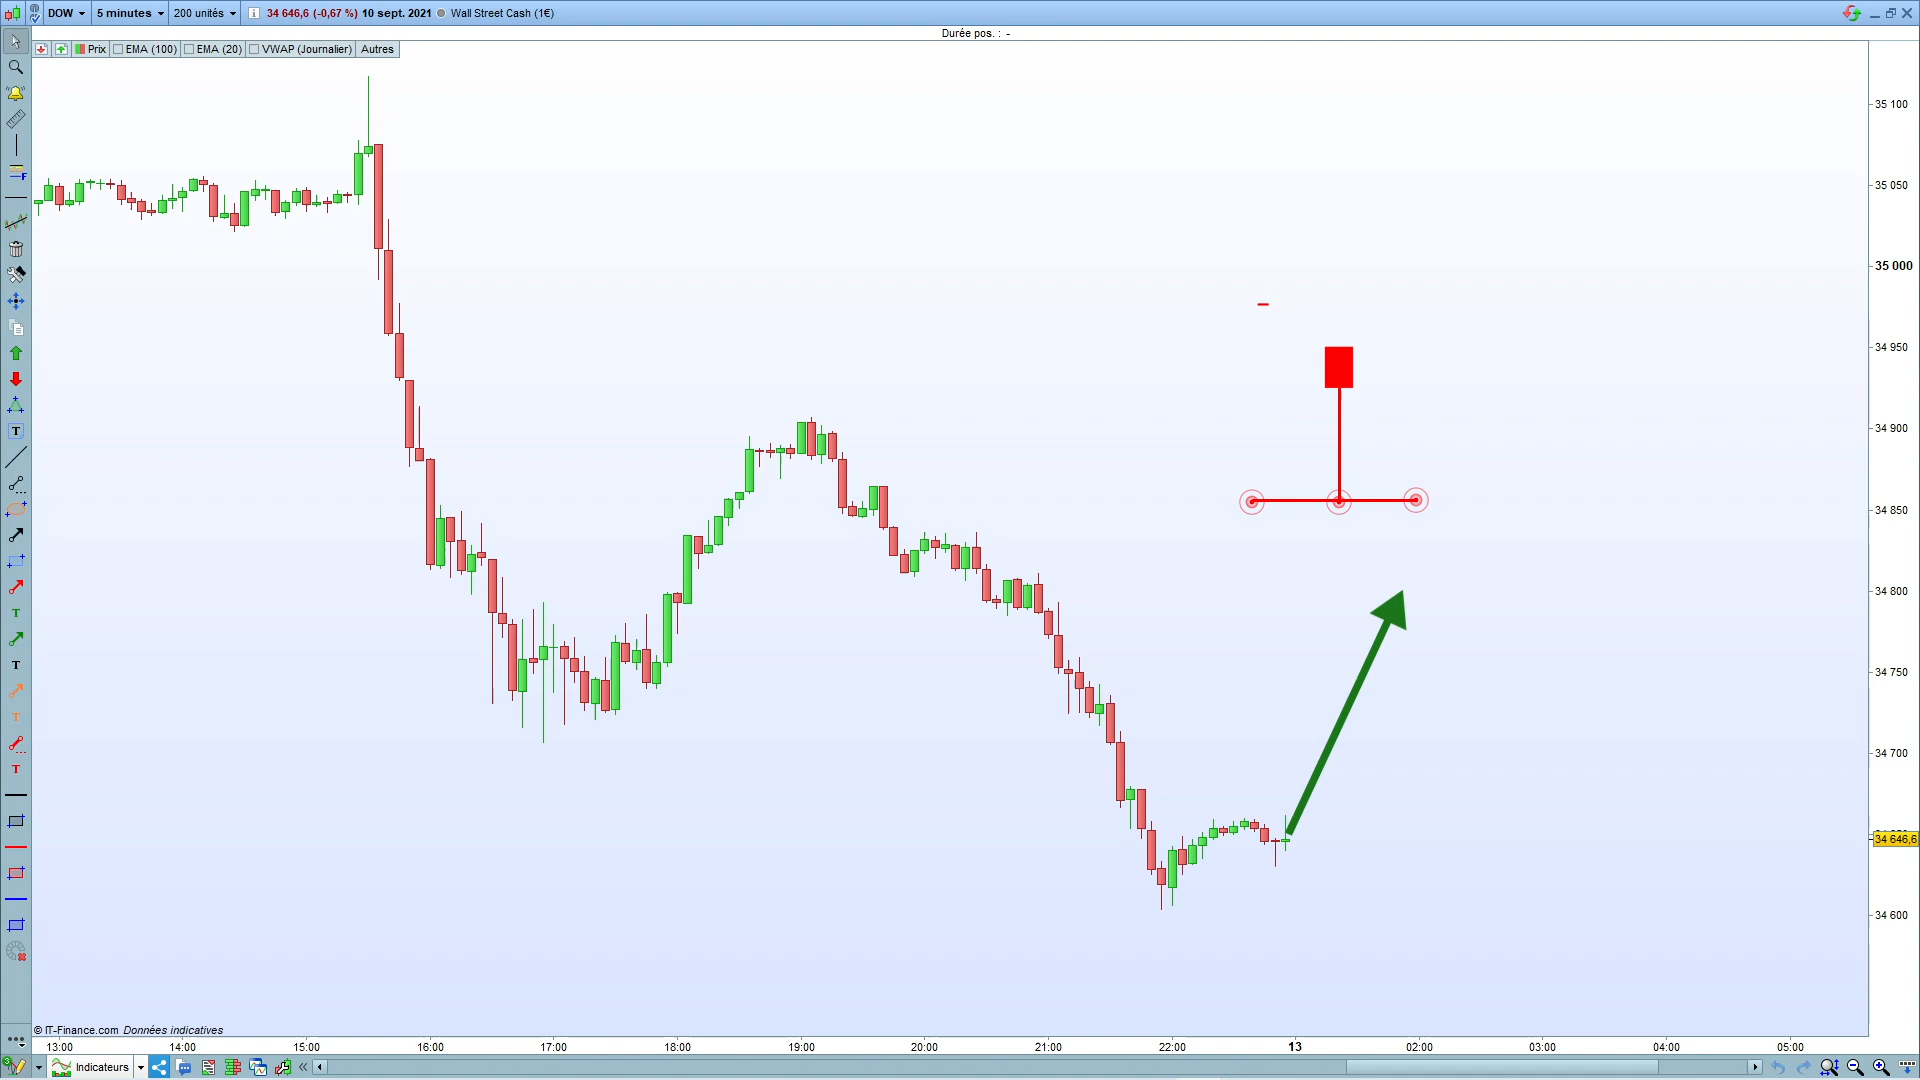 DOW 5 minutes 200 unités 34 646,6 (-0,67 %) 10 sept. 2021 Wall Street Cash (1€)
Durée pos. : -
Prix EMA (100) EMA (20) VWAP (Journalier) Autres
35 100
35 050
35 000
34 950
34 900
34 850
34 800
34 750
34 700
34 646,6
34 600
F
T
T
T
T
T
© IT-Finance.com Données indicatives
13:00 14:00 15:00 16:00 17:00 18:00 19:00 20:00 21:00 22:00 13 02:00 03:00 04:00 05:00
Indicateurs